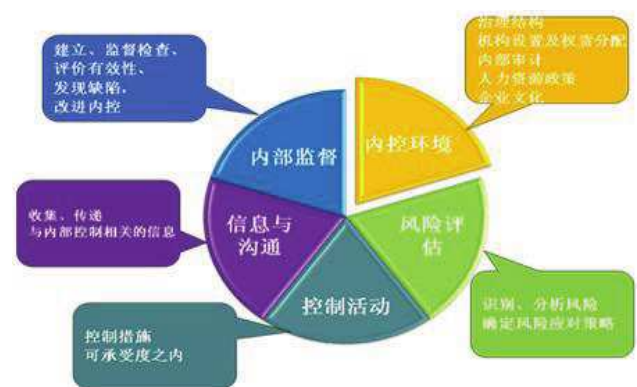 建立、监督检查、
评价有效性、
发现缺陷，
改进内控
治理结构
机构设置及权责分配
内部审计
人力资源政策
企业文化
内部监督
内控环境
收集、传递
与内部控制相关的信息
信息与
沟通
风险评
估
控制活动
控制措施
可承受度之内
识别、分析风险
确定风险应对策略